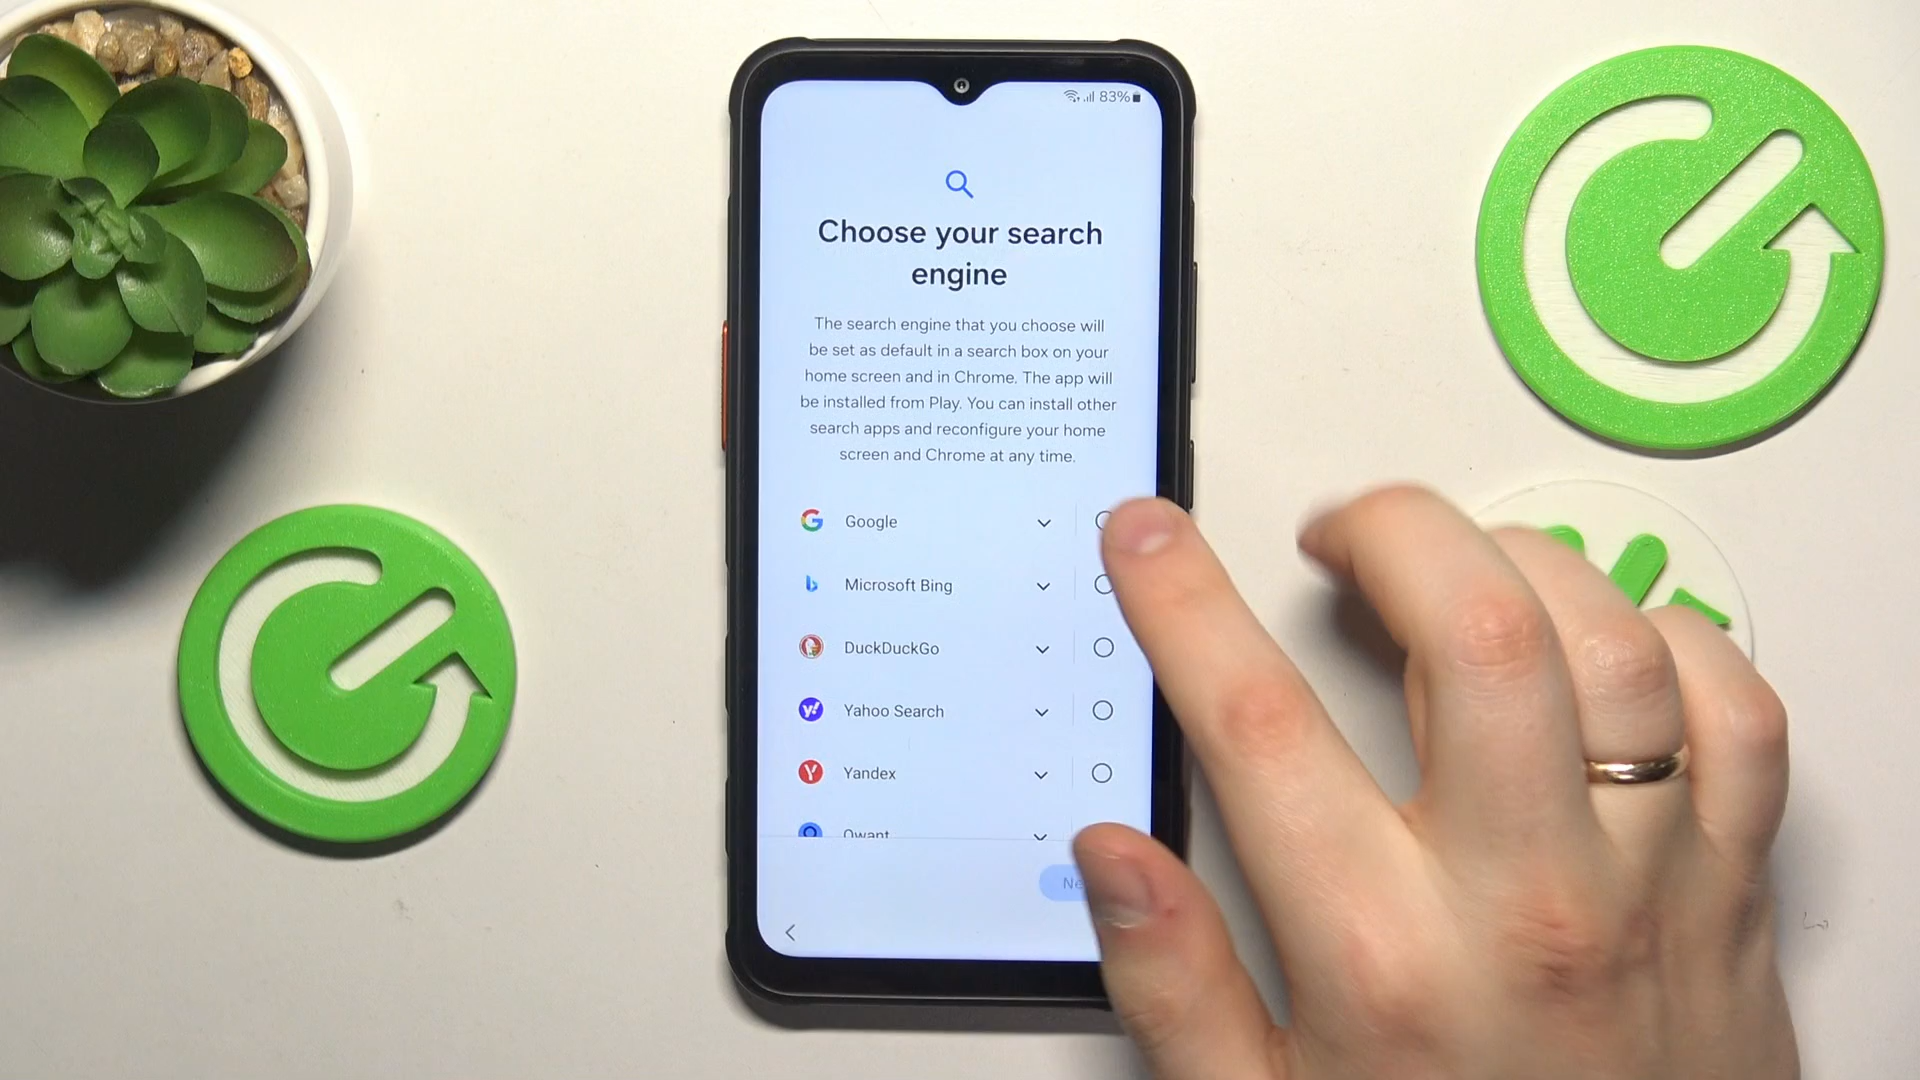 83%
Choose your search
engine
The search engine that you choose will
be set as default in a search box on your
home screen and in Chrome. The app will
be installed from Play. You can install other
search apps and reconfigure your home
screen and Chrome at any time.
Google
Microsoft Bing
DuckDuckGo
Yahoo Search
Yandex
Qwant